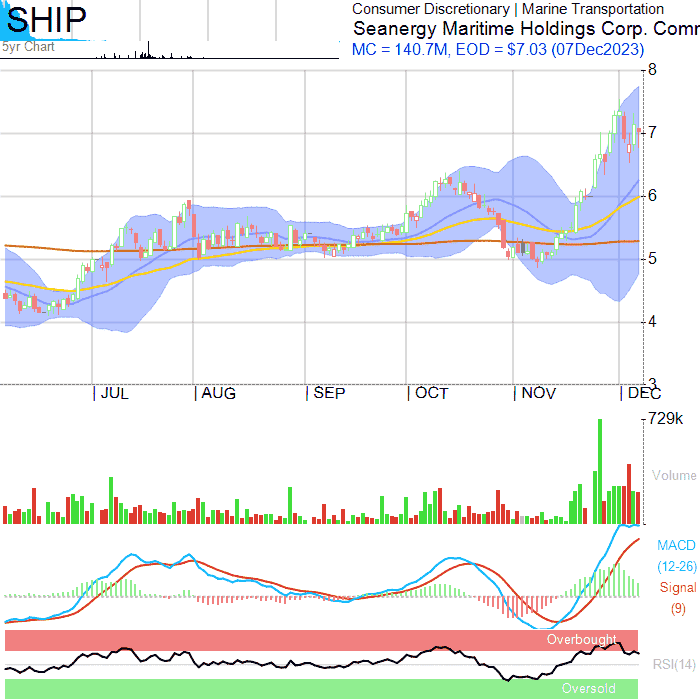 SHIP
Consumer Discretionary | Marine Transportation
Seanergy Maritime Holdings Corp. Comm
MC = 140.7M, EOD = $7.03 (07Dec2023)
5yr Chart
8
7
6
5
4
3
JUL AUG SEP OCT NOV DEC
729k
Volume
MACD
(12-26)
Signal
(9)
Overbought
RSI(14)
Oversold